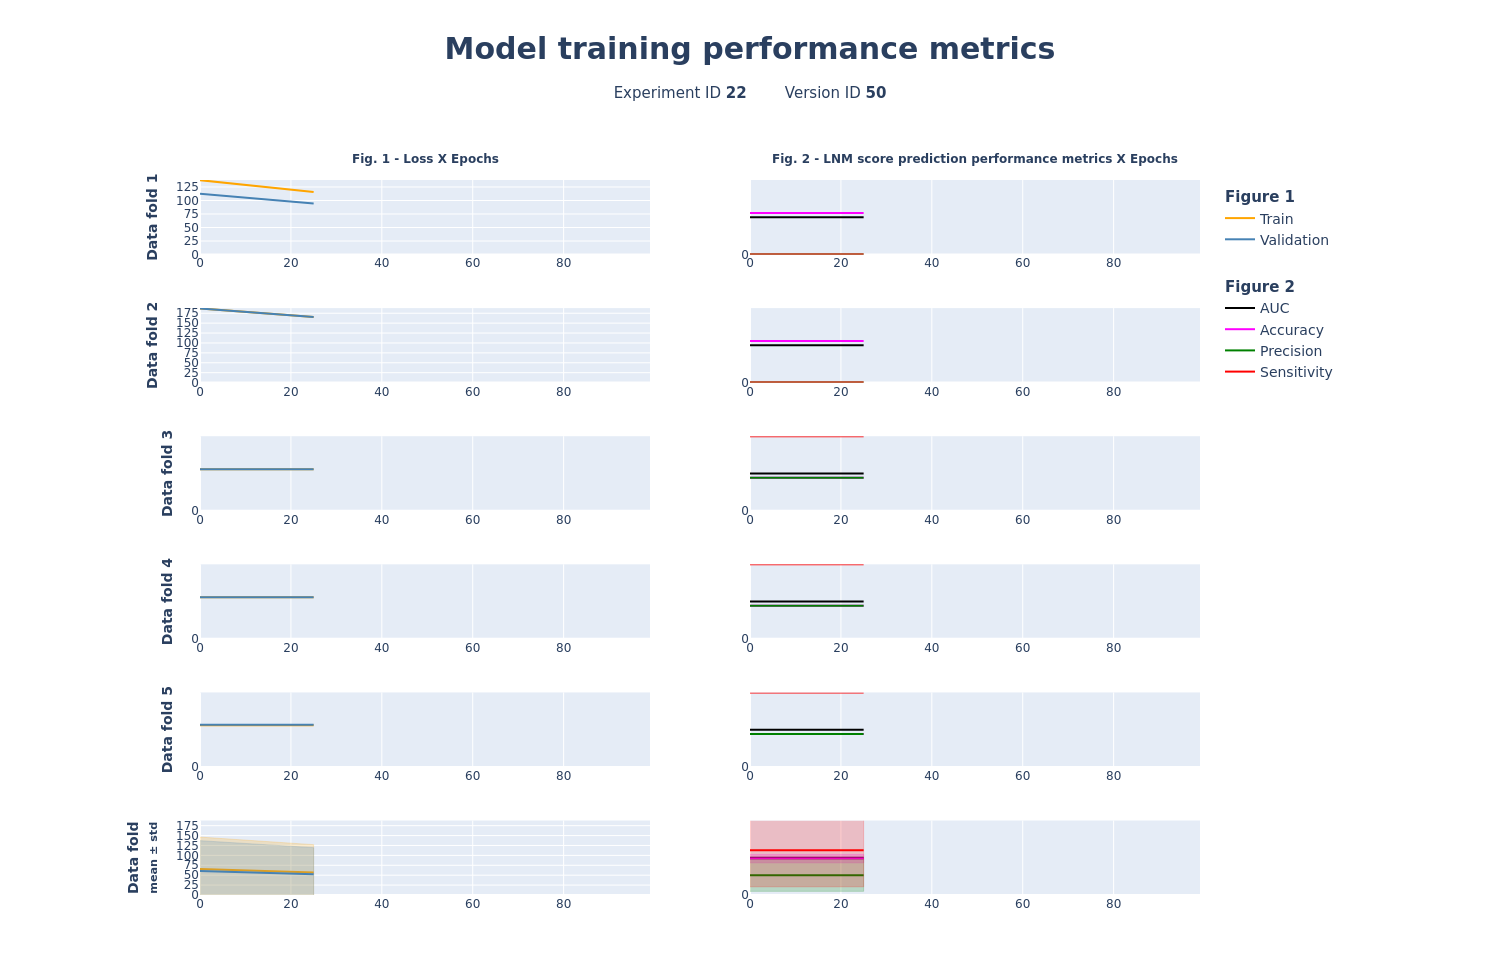 Model training performance metrics
Experiment ID 22 Version ID 50
Fig. 1 - Loss X Epochs
Fig. 2 - LNM score prediction performance metrics X Epochs
Data fold 1
125
100
75
50
25
0
0 20 40 60 80
0
0 20 40 60 80
Figure 1
Train
Validation
Figure 2
AUC
Accuracy
Precision
Sensitivity
Data fold 2
175
150
125
100
75
50
25
0
0 20 40 60 80
0
0 20 40 60 80
Data fold 3
0
0 20 40 60 80
0
0 20 40 60 80
Data fold 4
0
0 20 40 60 80
0
0 20 40 60 80
Data fold 5
0
0 20 40 60 80
0
0 20 40 60 80
Data fold
mean ± std
175
150
125
100
75
50
25
0
0 20 40 60 80
0
0 20 40 60 80